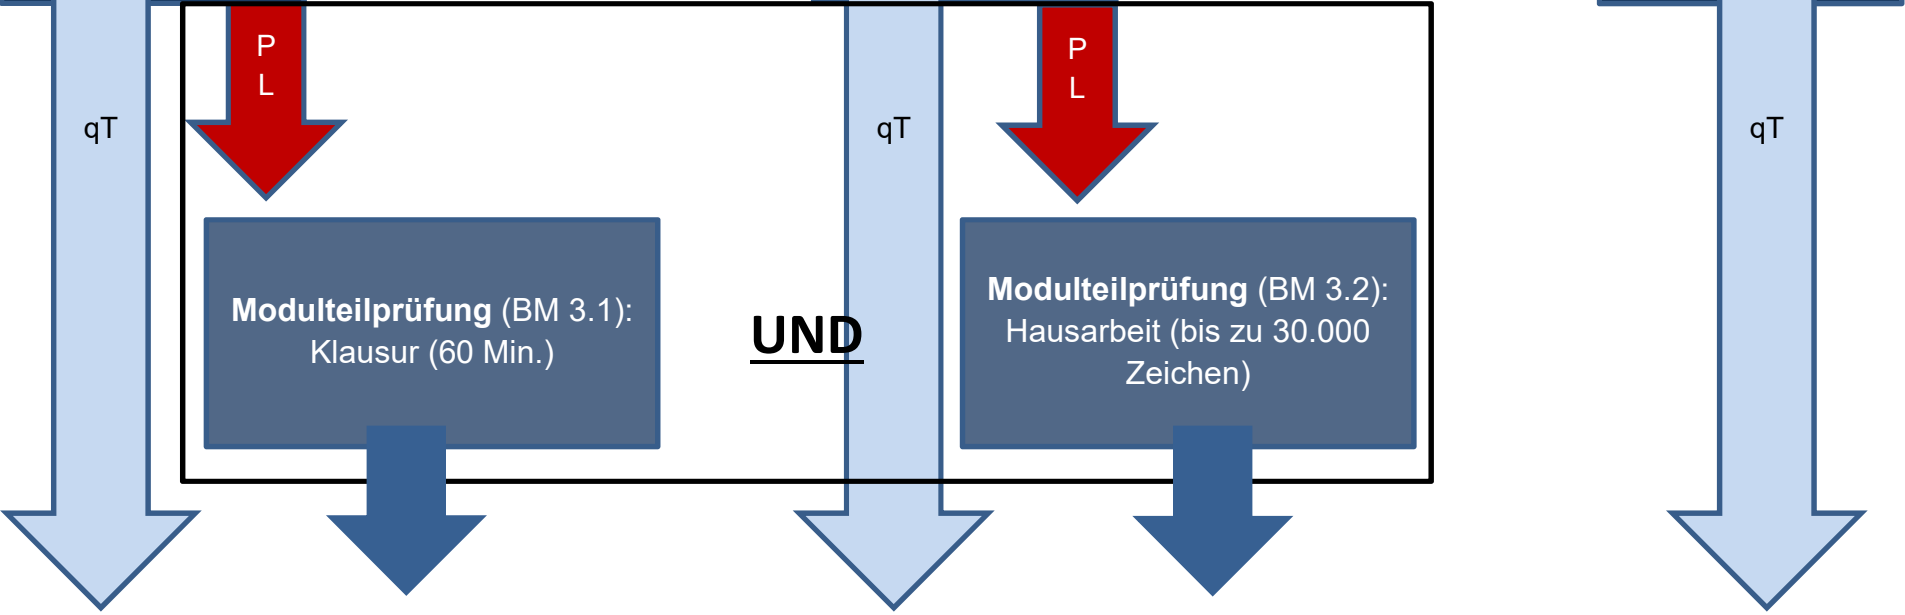 P
L
P
L
qT
qT
qT
Modulteilprüfung (BM 3.1):
Klausur (60 Min.)
UND
Modulteilprüfung (BM 3.2):
Hausarbeit (bis zu 30.000
Zeichen)